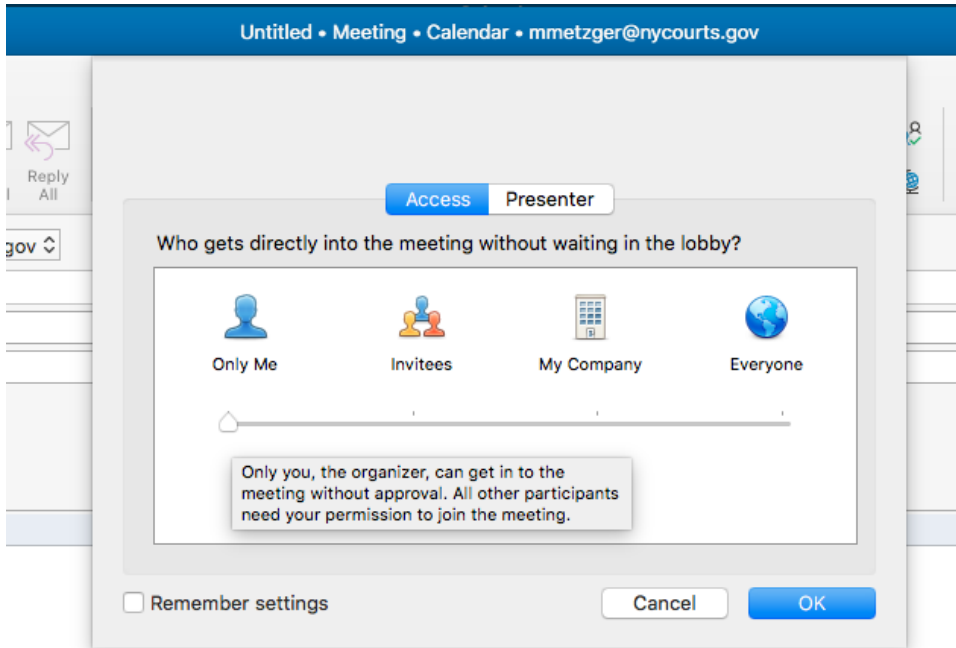 Untitled • Meeting • Calendar • mmetzger@nycourts.gov
Reply
All
gov
Access
Presenter
Who gets directly into the meeting without waiting in the lobby?
Only Me
Invitees
My Company
Everyone
Only you, the organizer, can get in to the
meeting without approval. All other participants
need your permission to join the meeting.
Remember settings
Cancel
OK